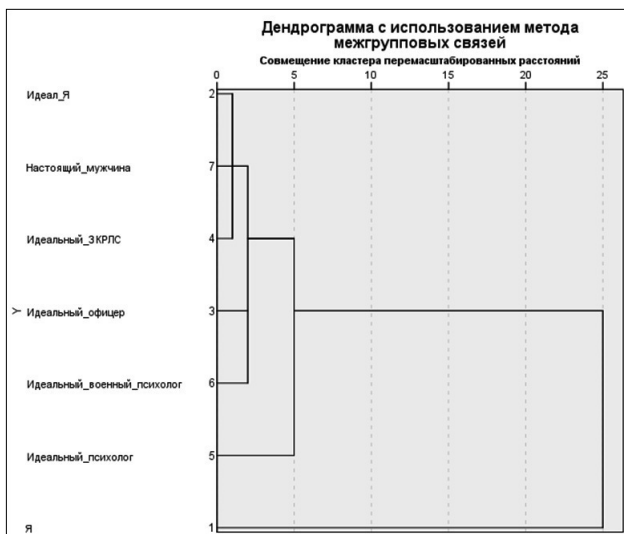 Дендрограмма с использованием метода
межгрупповых связей
Совмещение кластера перемасштабированных расстояний
0 5 10 15 20 25
Идеал_Я 2
Настоящий_мужчина 7
Идеальный_ЗКРЛС 4
Y
Идеальный_офицер 3
Идеальный_военный_психолог 6
Идеальный_психолог 5
Я 1